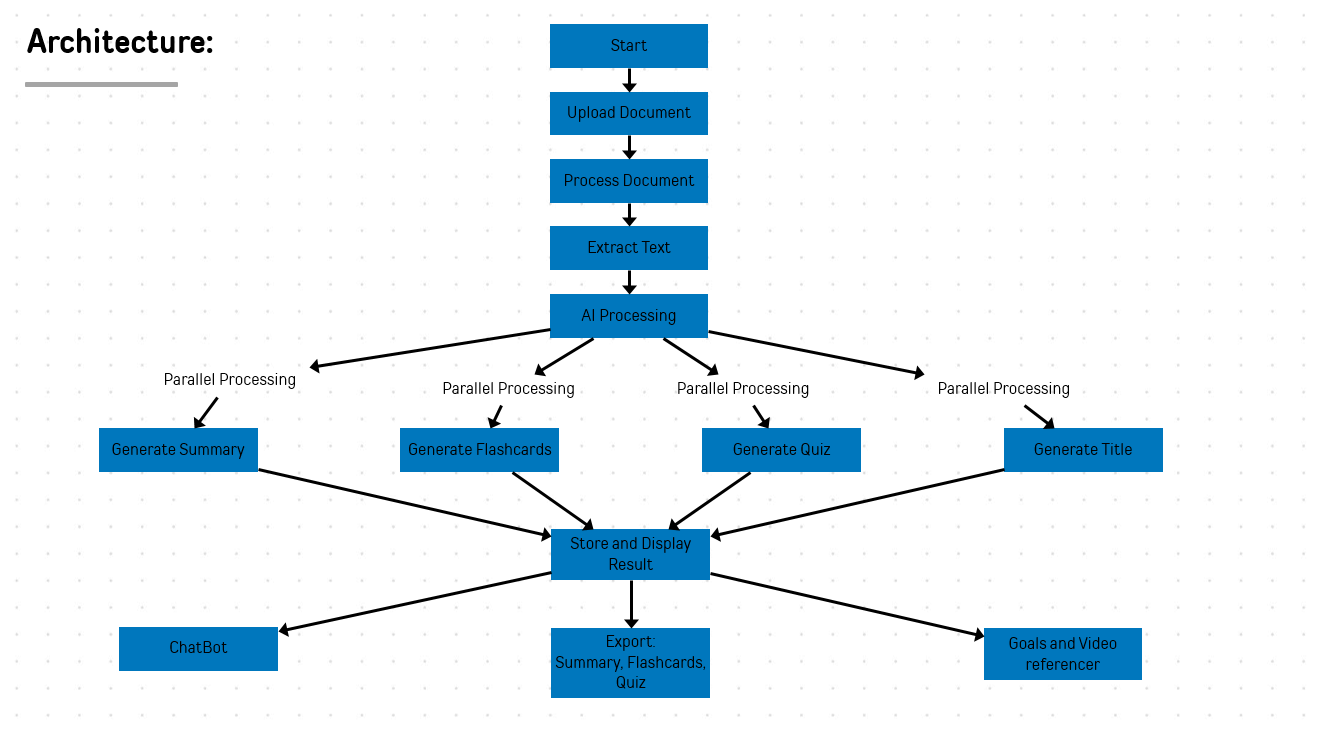 Architecture:
Start
Upload Document
Process Document
Extract Text
AI Processing
Parallel Processing
Parallel Processing
Parallel Processing
Parallel Processing
Generate Summary
Generate Flashcards
Generate Quiz
Generate Title
Store and Display
Result
ChatBot
Export:
Summary, Flashcards,
Quiz
Goals and Video
referencer